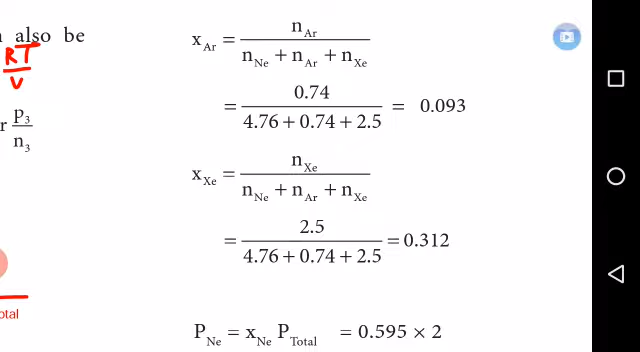 also be
RT
v
p₃
n₃
otal
x_Ar = n_Ar / (n_Ne + n_Ar + n_Xe)
= 0.74 / (4.76 + 0.74 + 2.5) = 0.093
x_Xe = n_Xe / (n_Ne + n_Ar + n_Xe)
= 2.5 / (4.76 + 0.74 + 2.5) = 0.312
P_Ne = x_Ne P_Total = 0.595 × 2